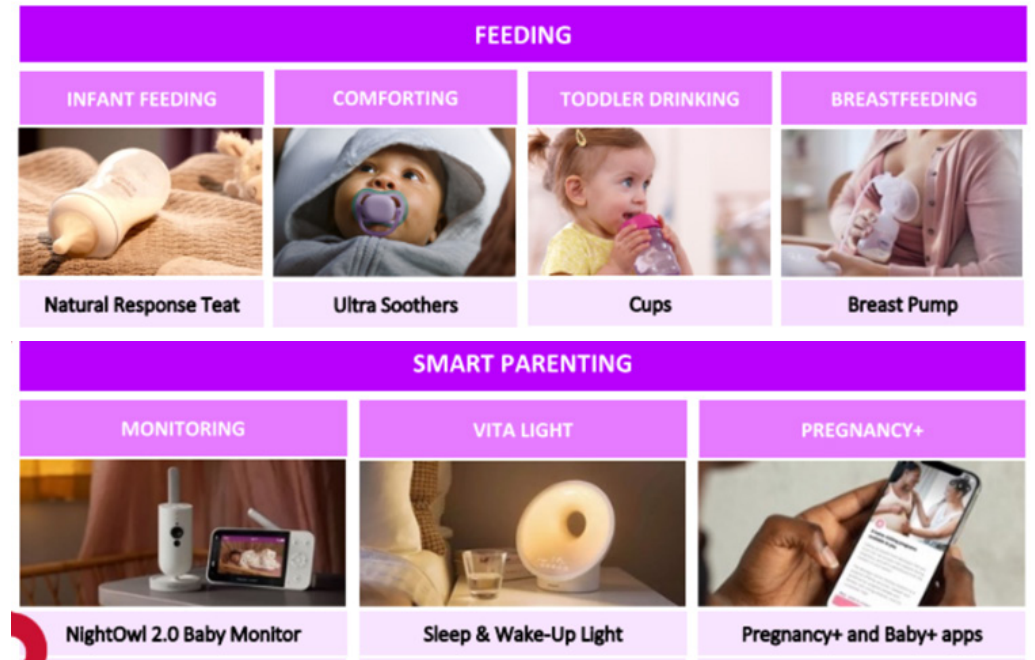 FEEDING
INFANT FEEDING
COMFORTING
TODDLER DRINKING
BREASTFEEDING
Natural Response Teat
Ultra Soothers
Cups
Breast Pump
SMART PARENTING
MONITORING
VITA LIGHT
PREGNANCY+
NightOwl 2.0 Baby Monitor
Sleep & Wake-Up Light
Pregnancy+ and Baby+ apps